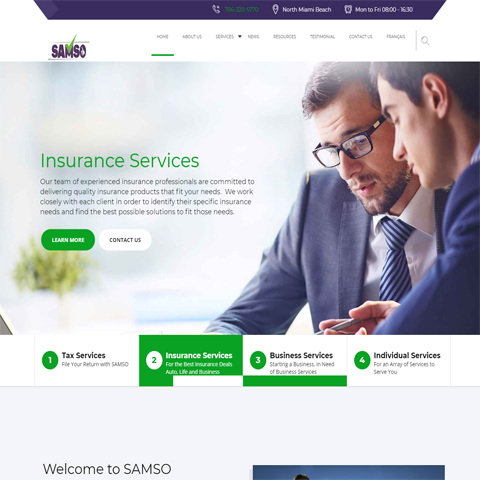 786-320-5770 North Miami Beach Mon to Fri 08:00 - 16:30
SAMSO
HOME ABOUT US SERVICES NEWS RESOURCES TESTIMONIAL CONTACT US FRANÇAIS
Insurance Services
Our team of experienced insurance professionals are committed to
delivering quality insurance products that fit your needs. We work
closely with each client in order to identify their specific insurance
needs and find the best possible solutions to fit those needs.
LEARN MORE CONTACT US
1 Tax Services
File Your Return with SAMSO
2 Insurance Services
For the Best Insurance Deals
Auto, Life and Business
3 Business Services
Starting a Business, in Need
of Business Services
4 Individual Services
For an Array of Services to
Serve You
Welcome to SAMSO